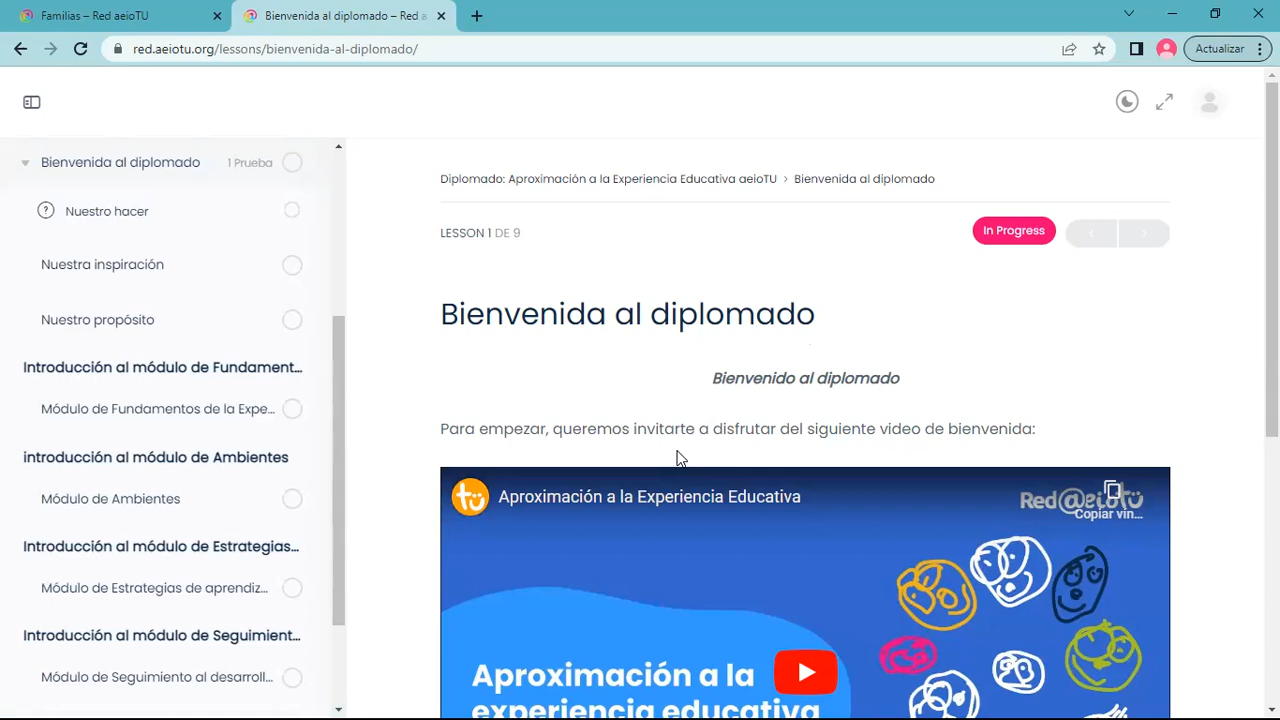 Familias – Red aeioTU
Bienvenida al diplomado – Red a
red.aeiotu.org/lessons/bienvenida-al-diplomado/
Actualizar
Bienvenida al diplomado
1 Prueba
Nuestro hacer
Nuestra inspiración
Nuestro propósito
Introducción al módulo de Fundament...
Módulo de Fundamentos de la Expe...
introducción al módulo de Ambientes
Módulo de Ambientes
Introducción al módulo de Estrategias...
Módulo de Estrategias de aprendiz...
Introducción al módulo de Seguimient...
Módulo de Seguimiento al desarroll...
Diplomado: Aproximación a la Experiencia Educativa aeioTU > Bienvenida al diplomado
LESSON 1 DE 9
In Progress
Bienvenida al diplomado
Bienvenido al diplomado
Para empezar, queremos invitarte a disfrutar del siguiente video de bienvenida:
tü
Aproximación a la Experiencia Educativa
Red@aeioTü
Copiar vín...
Aproximación a la
experiencia educativa